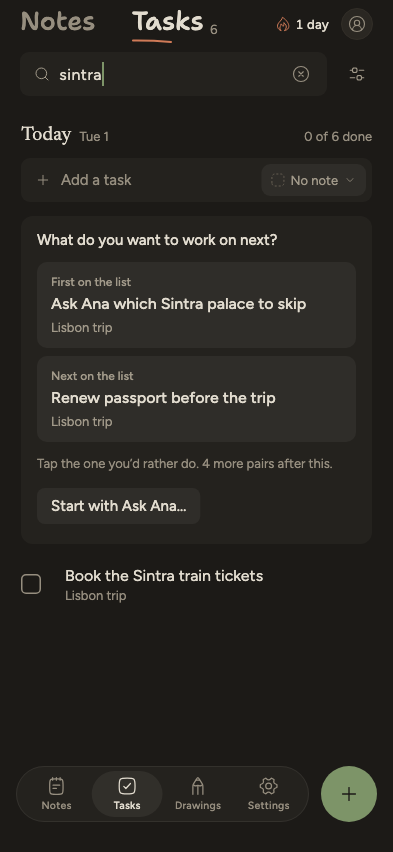 Notes
Tasks 6
1 day
sintra
Today Tue 1
0 of 6 done
Add a task
No note
What do you want to work on next?
First on the list
Ask Ana which Sintra palace to skip
Lisbon trip
Next on the list
Renew passport before the trip
Lisbon trip
Tap the one you’d rather do. 4 more pairs after this.
Start with Ask Ana…
Book the Sintra train tickets
Lisbon trip
Notes
Tasks
Drawings
Settings